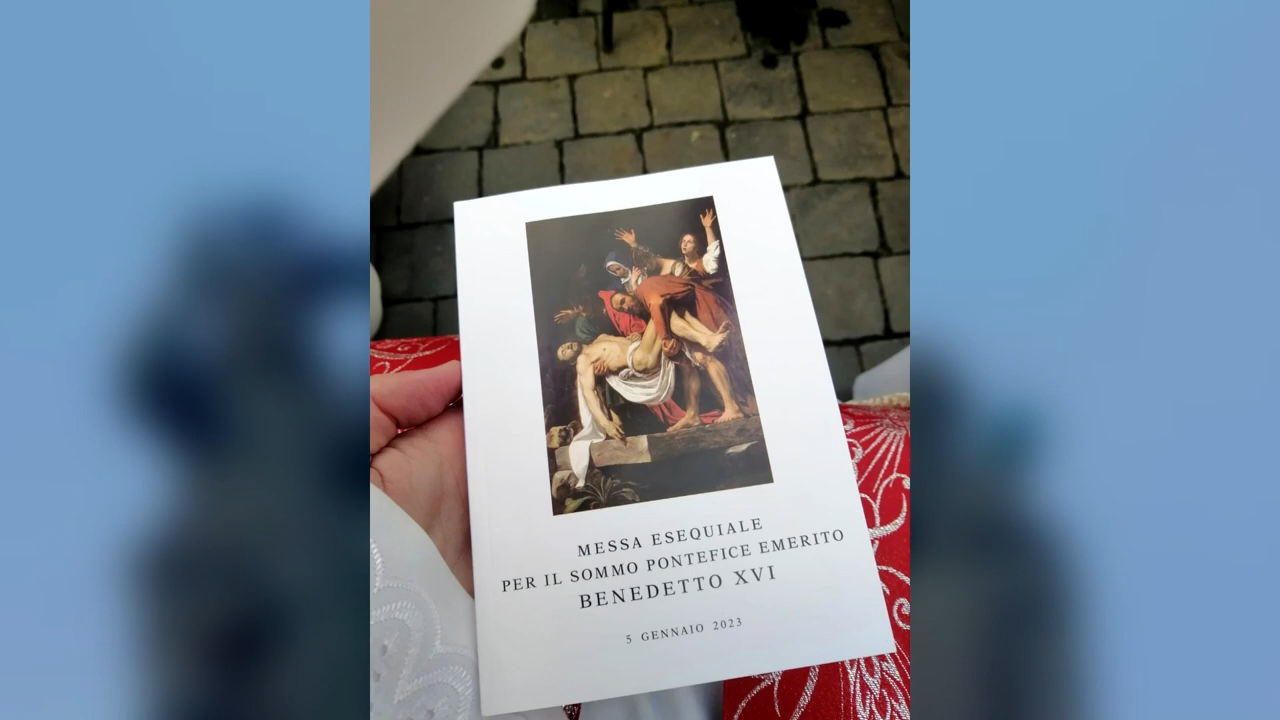 MESSA ESEQUIALE
PER IL SOMMO PONTEFICE EMERITO
BENEDETTO XVI
5 GENNAIO 2023